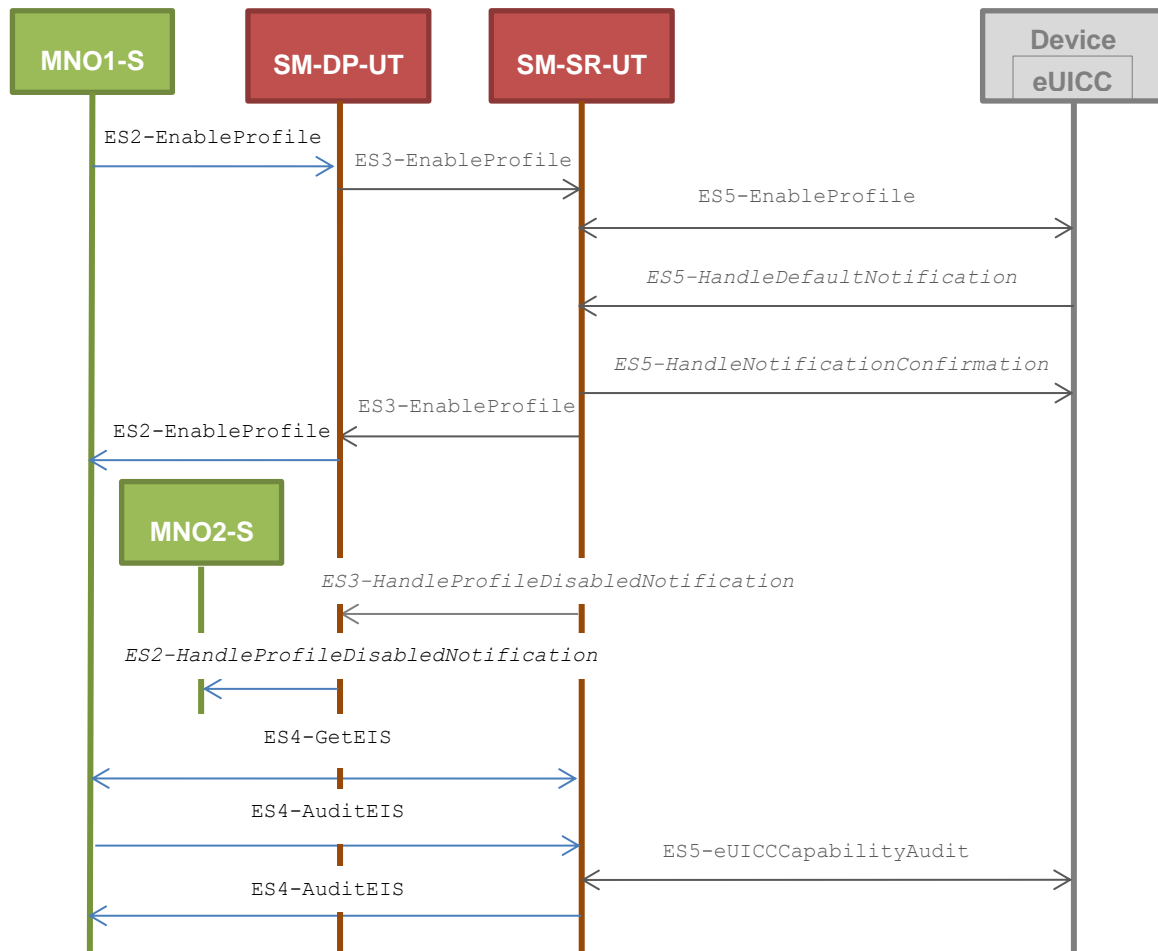 MNO1-S
SM-DP-UT
SM-SR-UT
Device
eUICC
ES2-EnableProfile
ES3-EnableProfile
ES5-EnableProfile
ES5-HandleDefaultNotification
ES5-HandleNotificationConfirmation
ES3-EnableProfile
ES2-EnableProfile
MNO2-S
ES3-HandleProfileDisabledNotification
ES2-HandleProfileDisabledNotification
ES4-GetEIS
ES4-AuditEIS
ES5-eUICCCapabilityAudit
ES4-AuditEIS